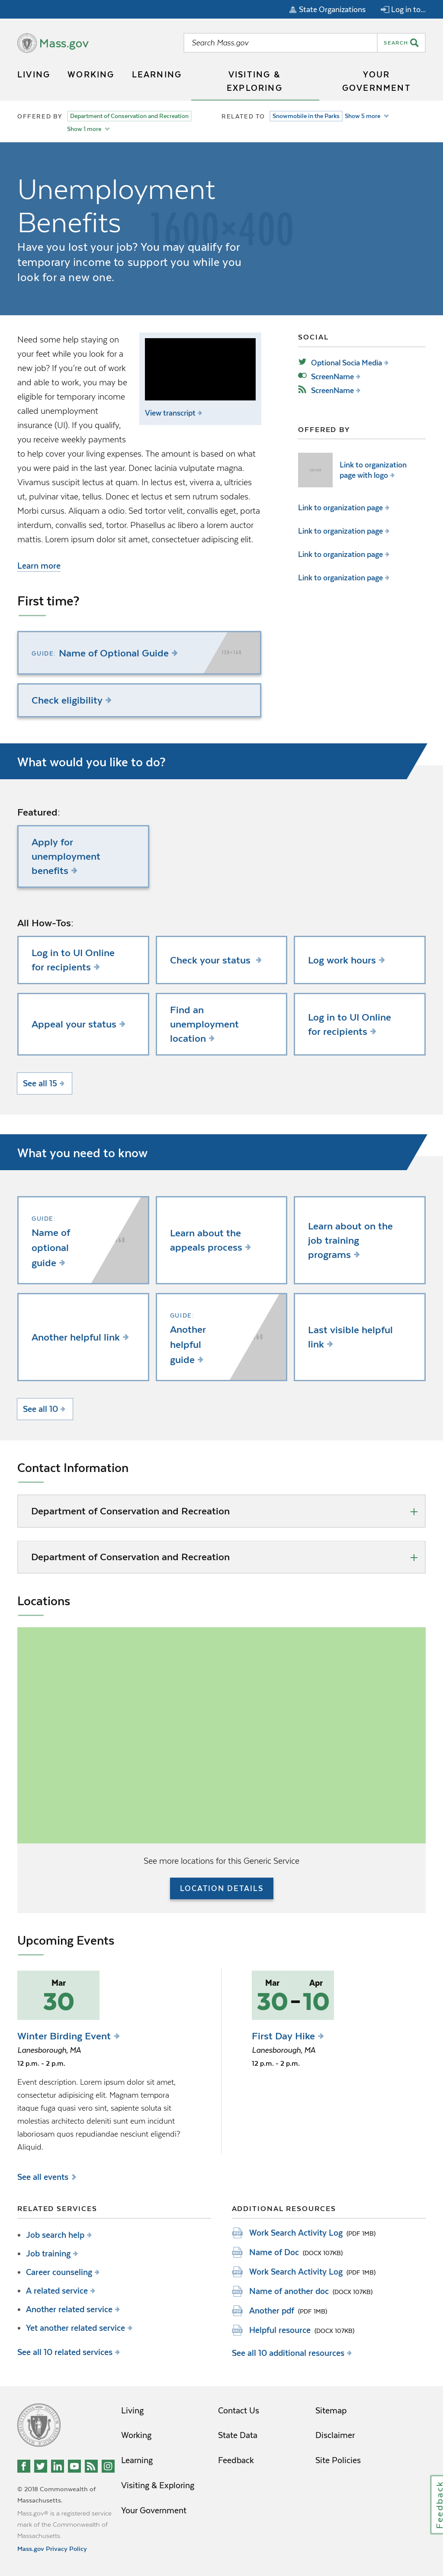 State Organizations
Log in to...
Mass.gov
Search Mass.gov
SEARCH
LIVING
WORKING
LEARNING
VISITING &
EXPLORING
YOUR
GOVERNMENT
OFFERED BY
Department of Conservation and Recreation
Show 1 more
RELATED TO
Snowmobile in the Parks
Show 5 more
Unemployment
Benefits
1600×400
Have you lost your job? You may qualify for
temporary income to support you while you
look for a new one.
Need some help staying on
your feet while you look for a
new job? If you're out of work
and able to work, you may be
eligible for temporary income
called unemployment
insurance (UI). If you qualify,
you receive weekly payments
to help cover your living expenses. The amount is based on what
you were paid in the last year. Donec lacinia vulputate magna.
Vivamus suscipit lectus at quam. In lectus est, viverra a, ultricies
ut, pulvinar vitae, tellus. Donec et lectus et sem rutrum sodales.
Morbi cursus. Aliquam a odio. Sed tortor velit, convallis eget, porta
interdum, convallis sed, tortor. Phasellus ac libero a lectus auctor
mattis. Lorem ipsum dolor sit amet, consectetuer adipiscing elit.
View transcript
Learn more
SOCIAL
Optional Socia Media
ScreenName
ScreenName
OFFERED BY
Link to organization
page with logo
Link to organization page
Link to organization page
Link to organization page
Link to organization page
First time?
GUIDE: Name of Optional Guide
Check eligibility
What would you like to do?
Featured:
Apply for
unemployment
benefits
All How-Tos:
Log in to UI Online
for recipients
Check your status
Log work hours
Appeal your status
Find an
unemployment
location
Log in to UI Online
for recipients
See all 15
What you need to know
GUIDE:
Name of
optional
guide
Learn about the
appeals process
Learn about on the
job training
programs
Another helpful link
GUIDE:
Another
helpful
guide
Last visible helpful
link
See all 10
Contact Information
Department of Conservation and Recreation
Department of Conservation and Recreation
Locations
See more locations for this Generic Service
LOCATION DETAILS
Upcoming Events
Mar
30
Winter Birding Event
Lanesborough, MA
12 p.m. - 2 p.m.
Event description. Lorem ipsum dolor sit amet,
consectetur adipisicing elit. Magnam tempora
itaque fuga quasi vero sint, sapiente soluta sit
molestias architecto deleniti sunt eum incidunt
laboriosam quos repudiandae nesciunt eligendi?
Aliquid.
Mar Apr
30-10
First Day Hike
Lanesborough, MA
12 p.m. - 2 p.m.
See all events
RELATED SERVICES
Job search help
Job training
Career counseling
A related service
Another related service
Yet another related service
See all 10 related services
ADDITIONAL RESOURCES
Work Search Activity Log (PDF 1MB)
Name of Doc (DOCX 107KB)
Work Search Activity Log (PDF 1MB)
Name of another doc (DOCX 107KB)
Another pdf (PDF 1MB)
Helpful resource (DOCX 107KB)
See all 10 additional resources
Living
Working
Learning
Visiting & Exploring
Your Government
Contact Us
State Data
Feedback
Sitemap
Disclaimer
Site Policies
© 2018 Commonwealth of
Massachusetts.
Mass.gov® is a registered service
mark of the Commonwealth of
Massachusetts.
Mass.gov Privacy Policy
Feedback